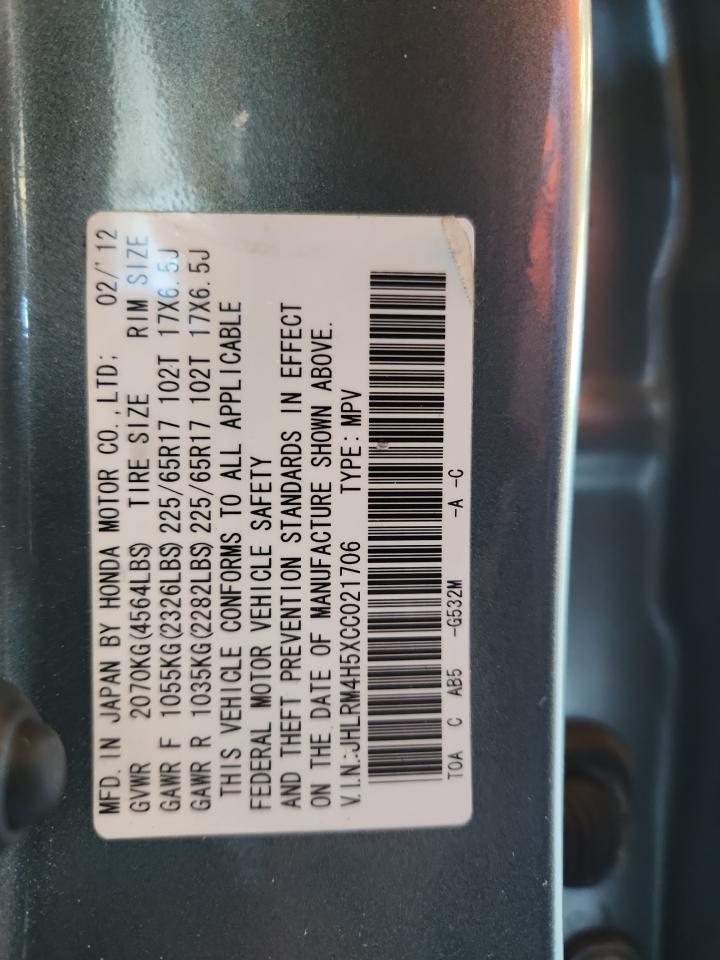 MFD. IN JAPAN BY HONDA MOTOR CO.,LTD; 02/'12
GVWR 2070KG(4564LBS) TIRE SIZE RIM SIZE
GAWR F 1055KG(2326LBS) 225/65R17 102T 17X6.5J
GAWR R 1035KG(2282LBS) 225/65R17 102T 17X6.5J
THIS VEHICLE CONFORMS TO ALL APPLICABLE
FEDERAL MOTOR VEHICLE SAFETY
AND THEFT PREVENTION STANDARDS IN EFFECT
ON THE DATE OF MANUFACTURE SHOWN ABOVE.
V.I.N.:JHLRM4H5XCC021706 TYPE: MPV
TOA C AB5 -G532M -A -C